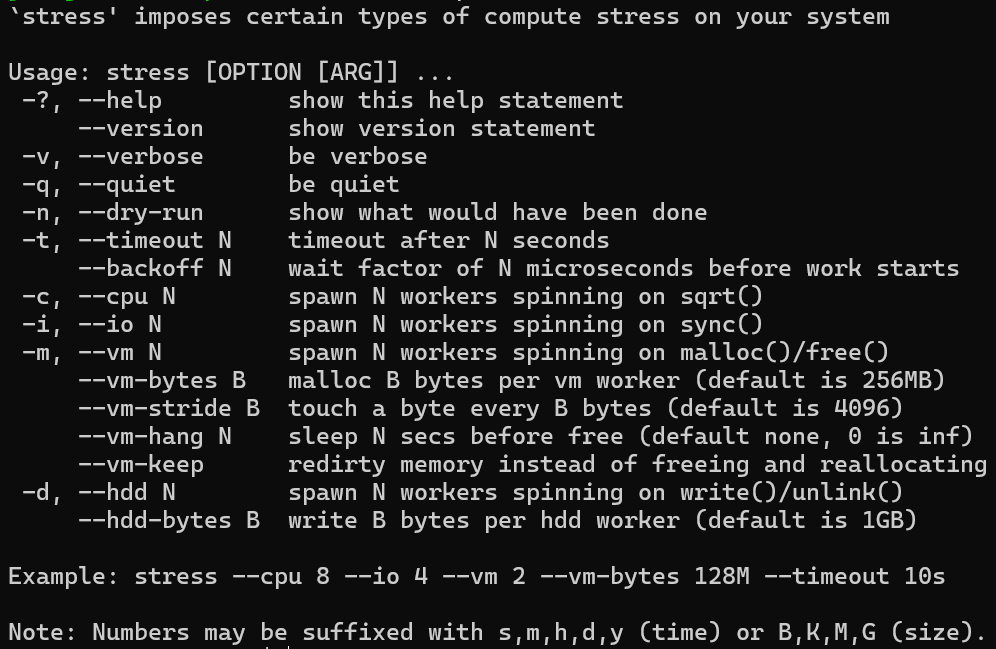 `stress' imposes certain types of compute stress on your system

Usage: stress [OPTION [ARG]] ...
 -?, --help         show this help statement
     --version      show version statement
 -v, --verbose      be verbose
 -q, --quiet        be quiet
 -n, --dry-run      show what would have been done
 -t, --timeout N    timeout after N seconds
     --backoff N    wait factor of N microseconds before work starts
 -c, --cpu N        spawn N workers spinning on sqrt()
 -i, --io N         spawn N workers spinning on sync()
 -m, --vm N         spawn N workers spinning on malloc()/free()
     --vm-bytes B   malloc B bytes per vm worker (default is 256MB)
     --vm-stride B  touch a byte every B bytes (default is 4096)
     --vm-hang N    sleep N secs before free (default none, 0 is inf)
     --vm-keep      redirty memory instead of freeing and reallocating
 -d, --hdd N        spawn N workers spinning on write()/unlink()
     --hdd-bytes B  write B bytes per hdd worker (default is 1GB)

Example: stress --cpu 8 --io 4 --vm 2 --vm-bytes 128M --timeout 10s

Note: Numbers may be suffixed with s,m,h,d,y (time) or B,K,M,G (size).